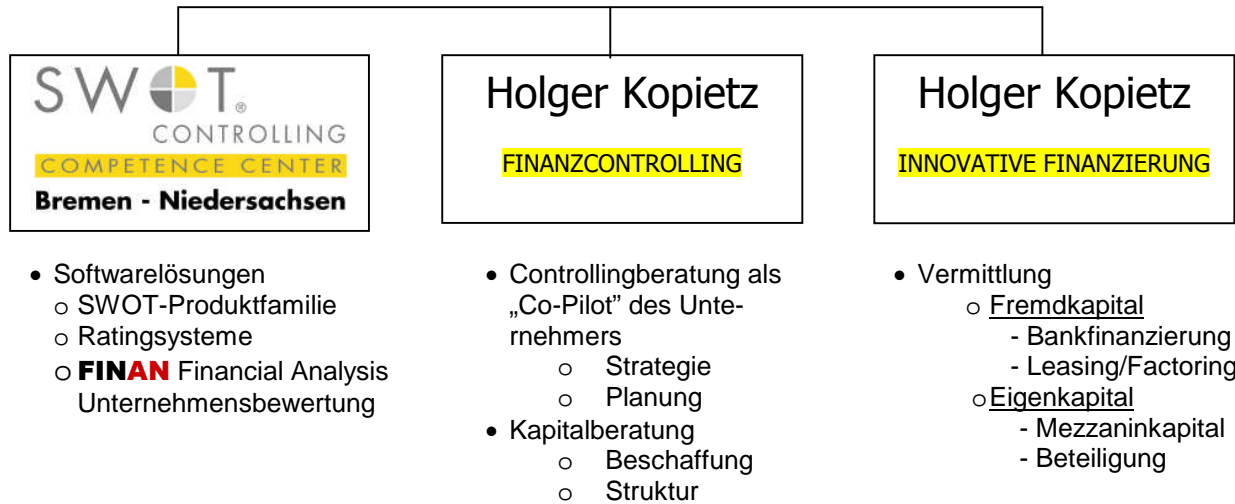 SWOT®
CONTROLLING
COMPETENCE CENTER
Bremen - Niedersachsen
• Softwarelösungen
o SWOT-Produktfamilie
o Ratingsysteme
o FINAN Financial Analysis
Unternehmensbewertung
Holger Kopietz
FINANZCONTROLLING
• Controllingberatung als
„Co-Pilot” des Unte-
rnehmers
o Strategie
o Planung
• Kapitalberatung
o Beschaffung
o Struktur
Holger Kopietz
INNOVATIVE FINANZIERUNG
• Vermittlung
o Fremdkapital
- Bankfinanzierung
- Leasing/Factoring
o Eigenkapital
- Mezzaninkapital
- Beteiligung